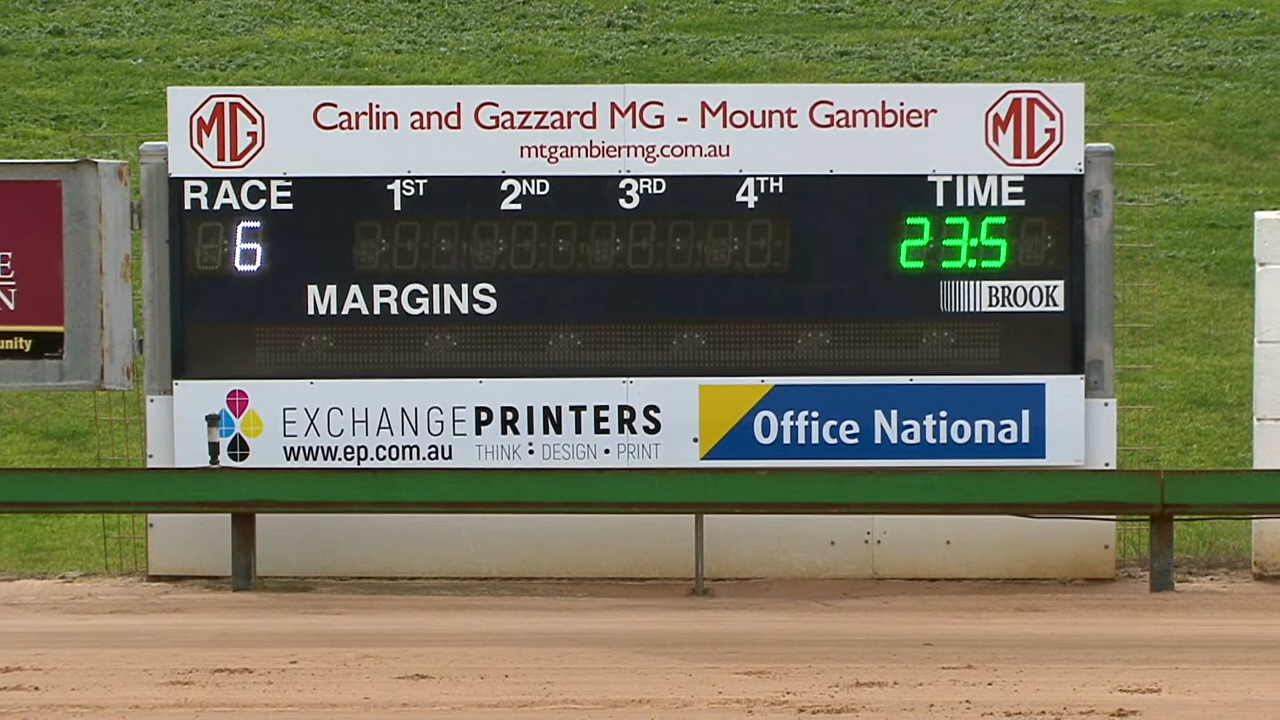 MG Carlin and Gazzard MG - Mount Gambier MG
mtgambiermg.com.au
RACE 1ST 2ND 3RD 4TH TIME
6 23:5
MARGINS BROOK
EXCHANGEPRINTERS
www.ep.com.au THINK : DESIGN • PRINT
Office National
E
N
unity